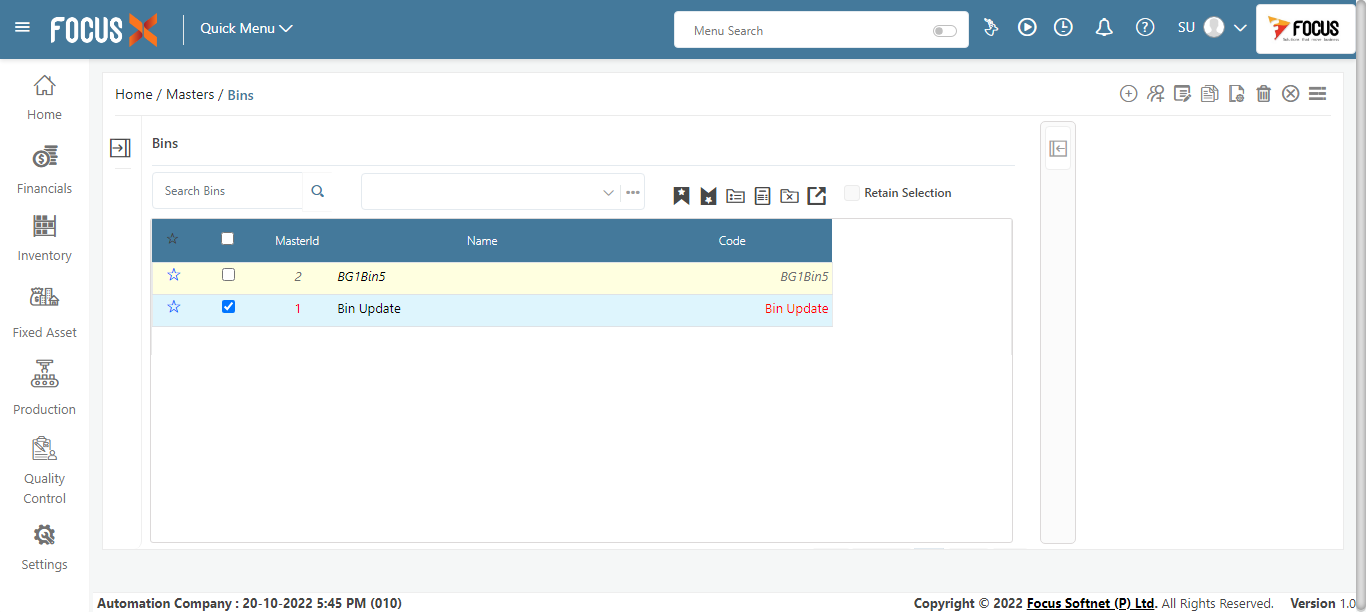 FOCUS X Quick Menu Menu Search SU FOCUS
Home / Masters / Bins
Home
Financials
Inventory
Fixed Asset
Production
Quality
Control
Settings
Bins
Search Bins Retain Selection
MasterId Name Code
2 BG1Bin5 BG1Bin5
1 Bin Update Bin Update
Automation Company : 20-10-2022 5:45 PM (010) Copyright © 2022 Focus Softnet (P) Ltd. All Rights Reserved. Version 1.0